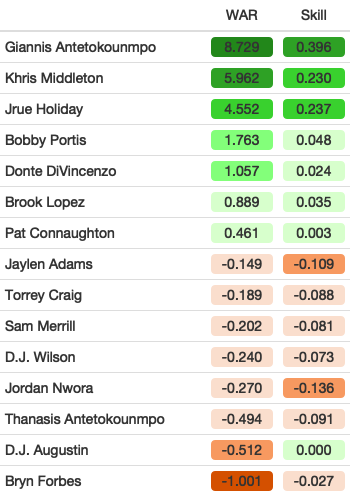 WAR Skill
Giannis Antetokounmpo 8.729 0.396
Khris Middleton 5.962 0.230
Jrue Holiday 4.552 0.237
Bobby Portis 1.763 0.048
Donte DiVincenzo 1.057 0.024
Brook Lopez 0.889 0.035
Pat Connaughton 0.461 0.003
Jaylen Adams -0.149 -0.109
Torrey Craig -0.189 -0.088
Sam Merrill -0.202 -0.081
D.J. Wilson -0.240 -0.073
Jordan Nwora -0.270 -0.136
Thanasis Antetokounmpo -0.494 -0.091
D.J. Augustin -0.512 0.000
Bryn Forbes -1.001 -0.027